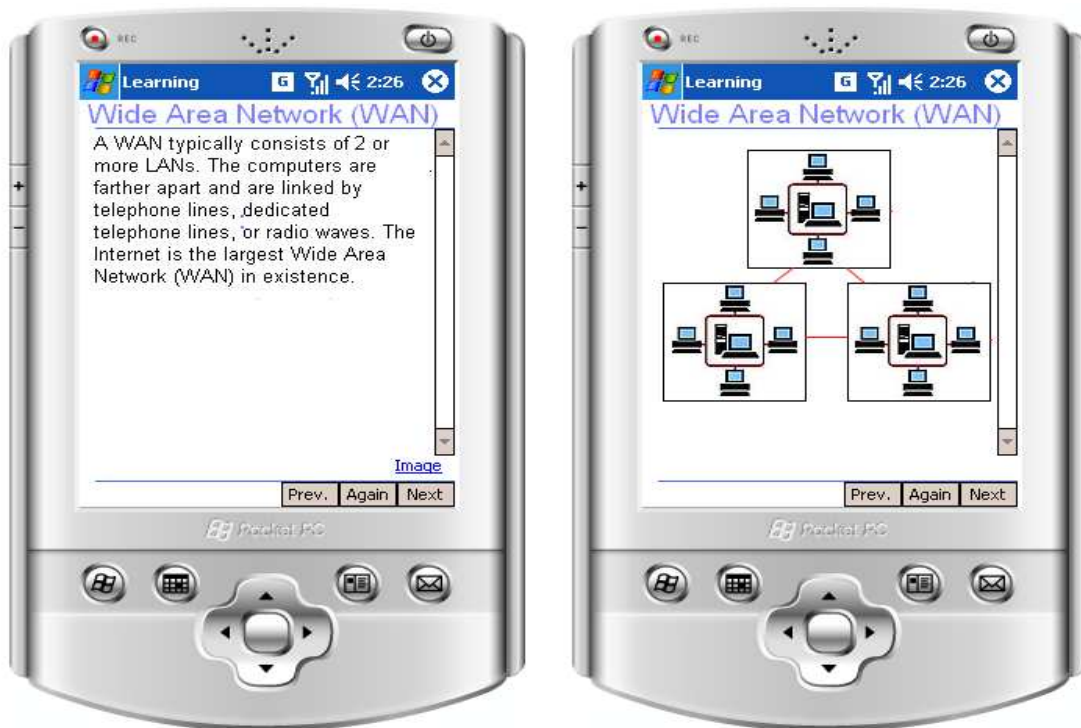 REC
Learning G 2:26
Wide Area Network (WAN)
A WAN typically consists of 2 or
more LANs. The computers are
farther apart and are linked by
telephone lines, dedicated
telephone lines, or radio waves. The
Internet is the largest Wide Area
Network (WAN) in existence.
Image
Prev. Again Next
Pocket PC
REC
Learning G 2:26
Wide Area Network (WAN)
Prev. Again Next
Pocket PC